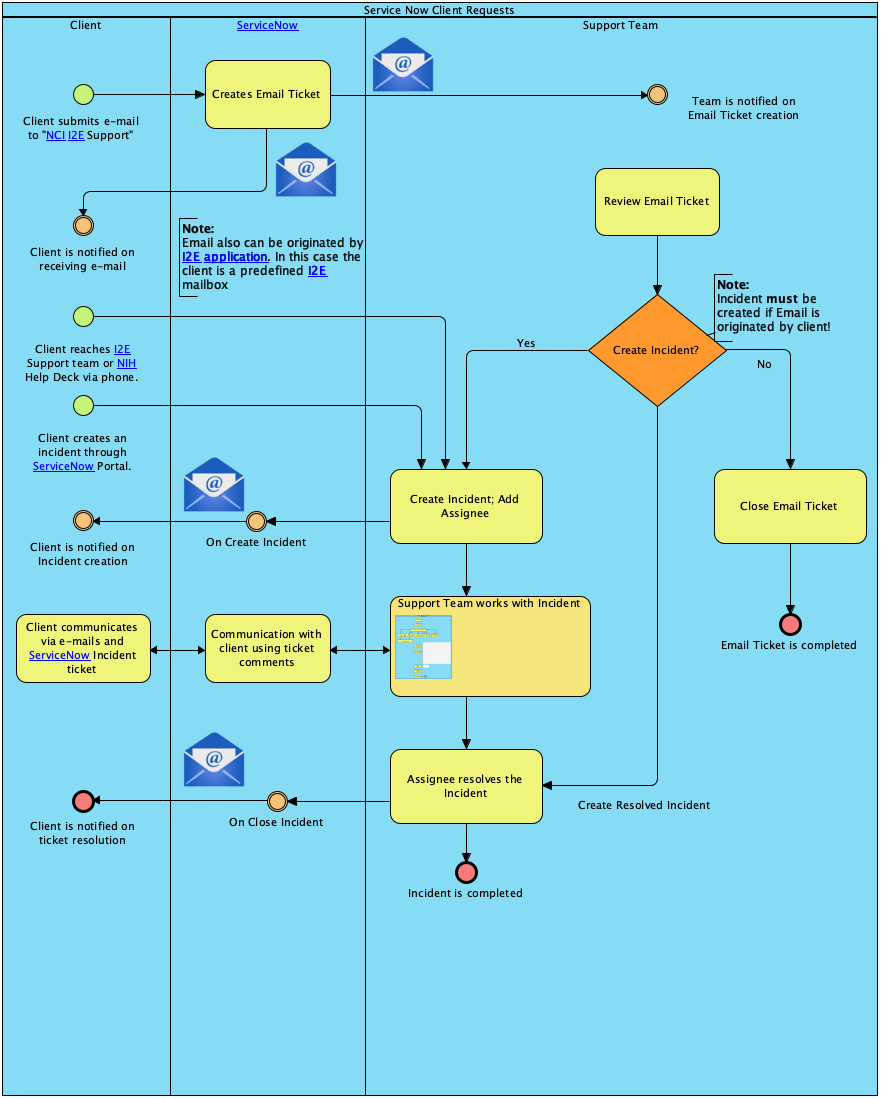 Service Now Client Requests
Client
ServiceNow
Support Team
Creates Email Ticket
Client submits e-mail
to "NCI I2E Support"
Team is notified on
Email Ticket creation
Review Email Ticket
Client is notified on
receiving e-mail
Note:
Email also can be originated by
I2E application. In this case the
client is a predefined I2E
mailbox
Note:
Incident must be
created if Email is
originated by client!
Create Incident?
Yes
No
Client reaches I2E
Support team or NIH
Help Deck via phone.
Client creates an
incident through
ServiceNow Portal.
Create Incident; Add
Assignee
Close Email Ticket
On Create Incident
Client is notified on
Incident creation
Support Team works with Incident
Client communicates
via e-mails and
ServiceNow Incident
ticket
Communication with
client using ticket
comments
Email Ticket is completed
Assignee resolves the
Incident
Create Resolved Incident
On Close Incident
Client is notified on
ticket resolution
Incident is completed